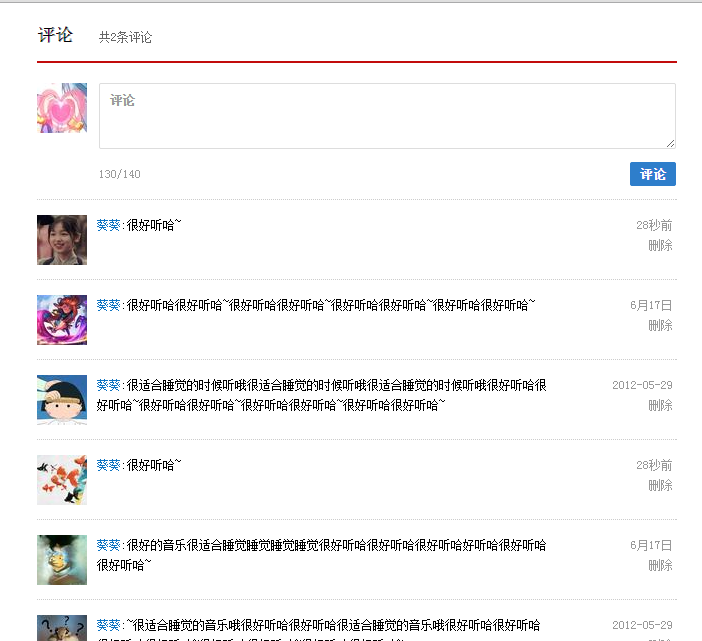 评论 共2条评论
评论
130/140 评论
葵葵:很好听哈~ 28秒前
删除
葵葵:很好听哈很好听哈~很好听哈很好听哈~很好听哈很好听哈~很好听哈很好听哈~ 6月17日
删除
葵葵:很适合睡觉的时候听哦很适合睡觉的时候听哦很适合睡觉的时候听哦很好听哈很 2012-05-29
好听哈~很好听哈很好听哈~很好听哈很好听哈~很好听哈很好听哈~ 删除
葵葵:很好听哈~ 28秒前
删除
葵葵:很好的音乐很适合睡觉睡觉睡觉睡觉很好听哈很好听哈很好听哈好听哈很好听哈 6月17日
很好听哈~ 删除
葵葵:~很适合睡觉的音乐哦很好听哈很好听哈很适合睡觉的音乐哦很好听哈很好听哈 2012-05-29